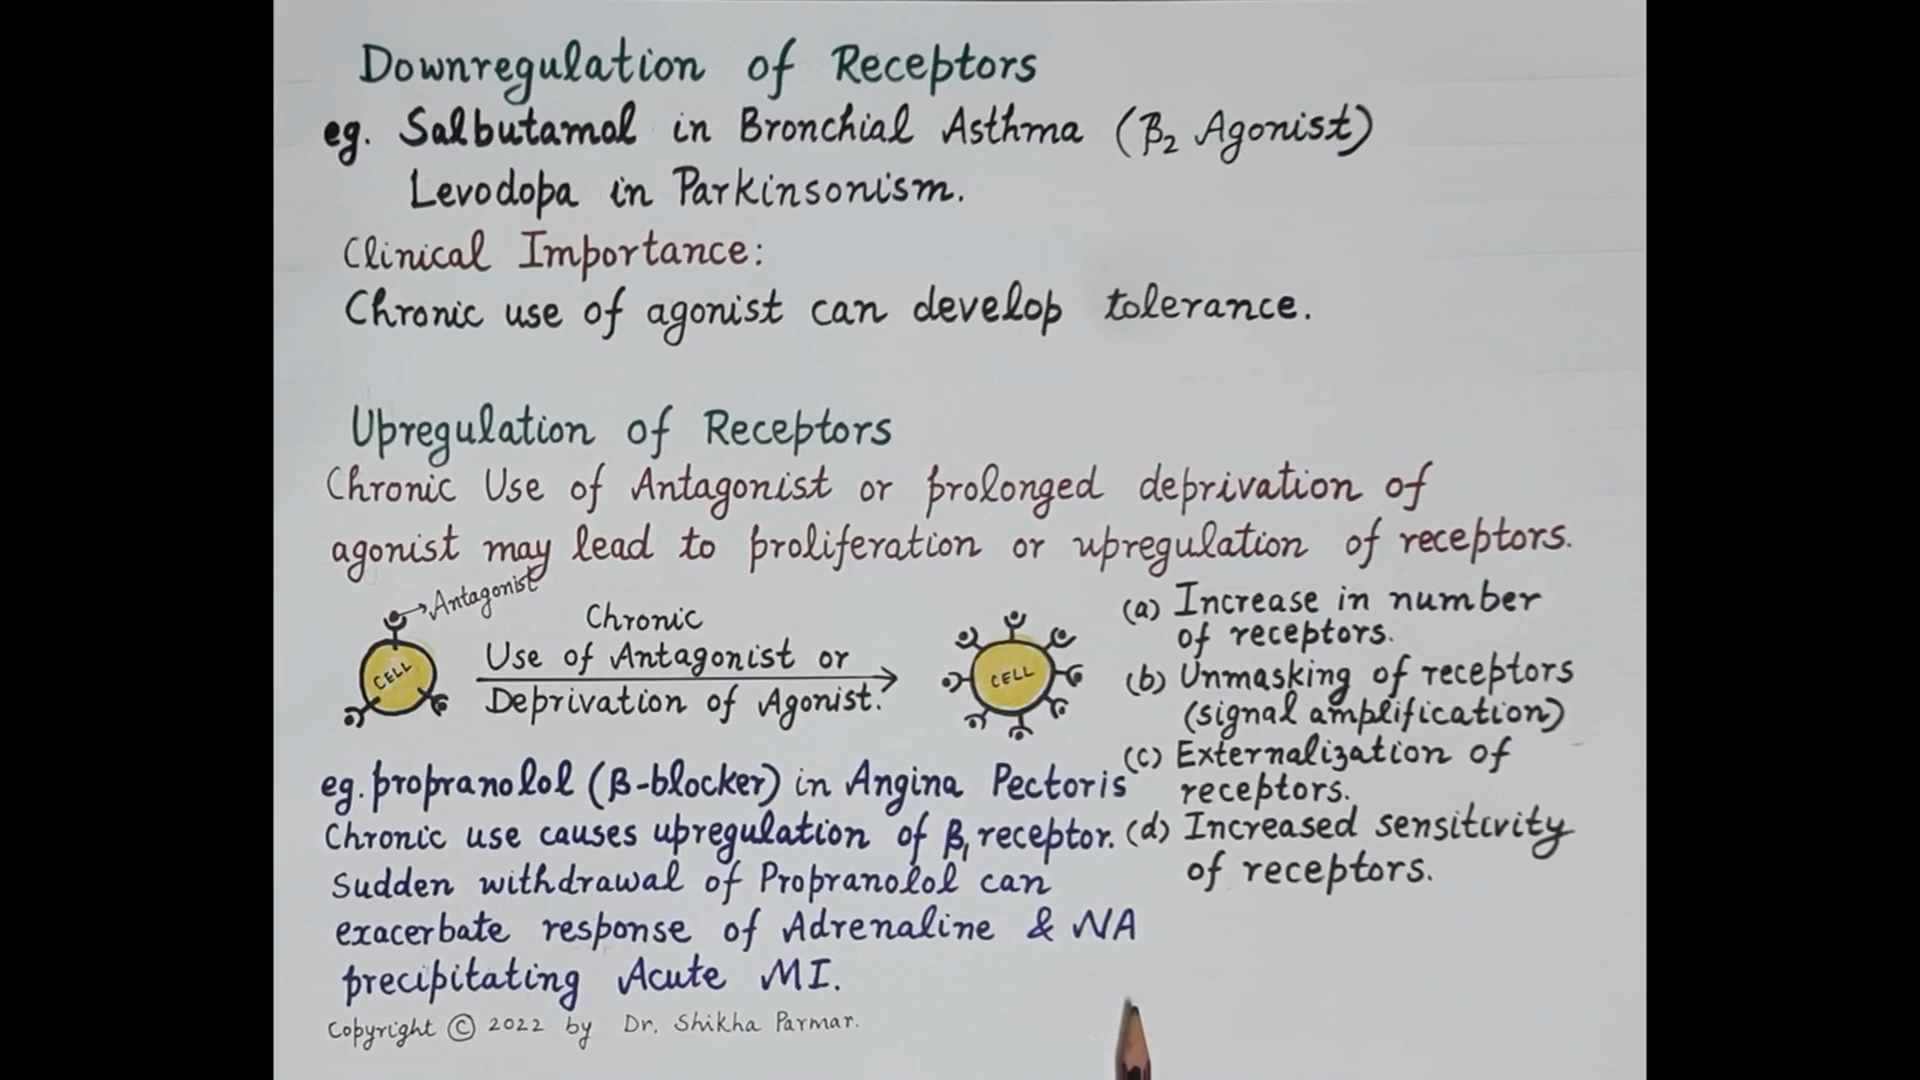 Downregulation of Receptors
eg. Salbutamol in Bronchial Asthma (β₂ Agonist)
Levodopa in Parkinsonism.
Clinical Importance:
Chronic use of agonist can develop tolerance.
Upregulation of Receptors
Chronic Use of Antagonist or prolonged deprivation of
agonist may lead to proliferation or upregulation of receptors.
→Antagonist
CELL
Chronic
Use of Antagonist or
Deprivation of Agonist.
CELL
(a) Increase in number
of receptors.
(b) Unmasking of receptors
(signal amplification)
(c) Externalization of
receptors.
(d) Increased sensitivity
of receptors.
eg. propranolol (β-blocker) in Angina Pectoris
Chronic use causes upregulation of β₁ receptor.
Sudden withdrawal of Propranolol can
exacerbate response of Adrenaline & NA
precipitating Acute MI.
Copyright © 2022 by Dr. Shikha Parmar.